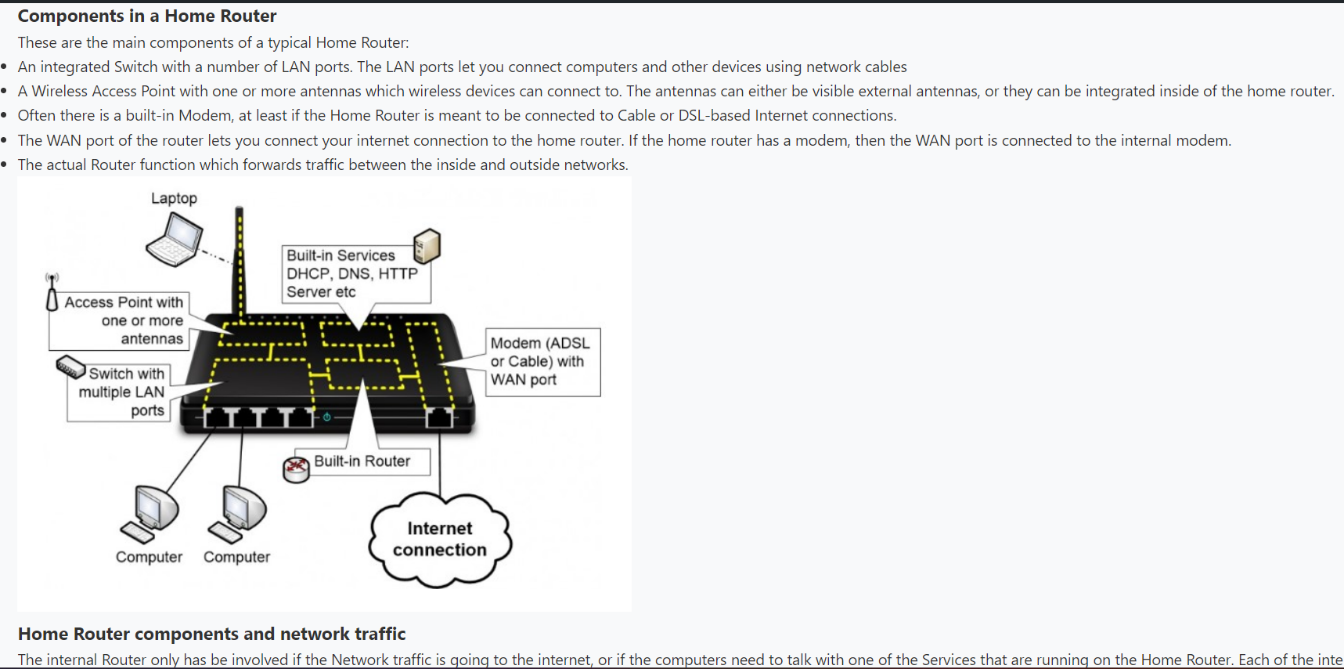 Components in a Home Router
These are the main components of a typical Home Router:
• An integrated Switch with a number of LAN ports. The LAN ports let you connect computers and other devices using network cables
• A Wireless Access Point with one or more antennas which wireless devices can connect to. The antennas can either be visible external antennas, or they can be integrated inside of the home router.
• Often there is a built-in Modem, at least if the Home Router is meant to be connected to Cable or DSL-based Internet connections.
• The WAN port of the router lets you connect your internet connection to the home router. If the home router has a modem, then the WAN port is connected to the internal modem.
• The actual Router function which forwards traffic between the inside and outside networks.
Laptop
Built-in Services
DHCP, DNS, HTTP
Server etc
Access Point with
one or more
antennas
Modem (ADSL
or Cable) with
WAN port
Switch with
multiple LAN
ports
Built-in Router
Internet
connection
Computer
Computer
Home Router components and network traffic
The internal Router only has be involved if the Network traffic is going to the internet, or if the computers need to talk with one of the Services that are running on the Home Router. Each of the inte